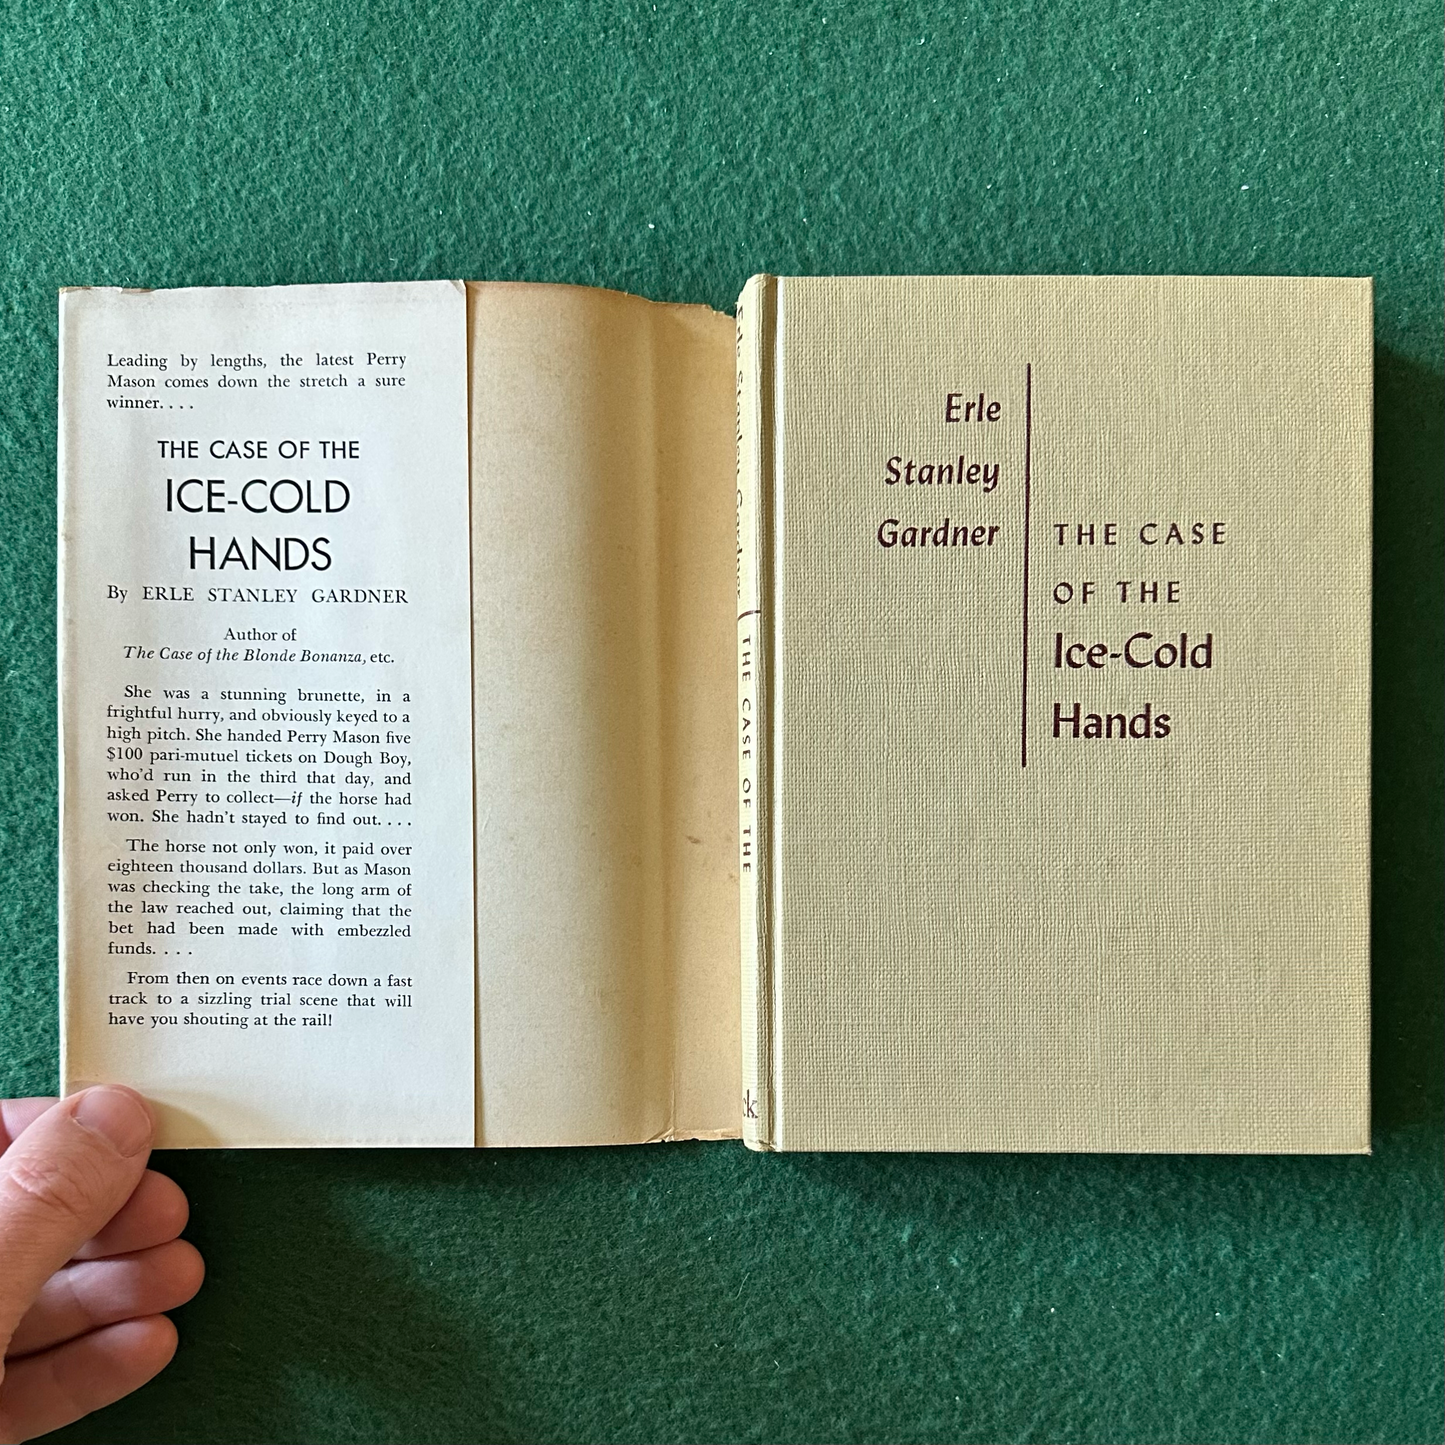 Leading by lengths, the latest Perry
Mason comes down the stretch a sure
winner. . . .
THE CASE OF THE
ICE-COLD
HANDS
By ERLE STANLEY GARDNER
Author of
The Case of the Blonde Bonanza, etc.
She was a stunning brunette, in a
frightful hurry, and obviously keyed to a
high pitch. She handed Perry Mason five
$100 pari-mutuel tickets on Dough Boy,
who'd run in the third that day, and
asked Perry to collect—if the horse had
won. She hadn't stayed to find out. . . .
The horse not only won, it paid over
eighteen thousand dollars. But as Mason
was checking the take, the long arm of
the law reached out, claiming that the
bet had been made with embezzled
funds. . . .
From then on events race down a fast
track to a sizzling trial scene that will
have you shouting at the rail!
Erle Stanley Gardner
THE CASE OF THE
ck
Erle
Stanley
Gardner
THE CASE
OF THE
Ice-Cold
Hands